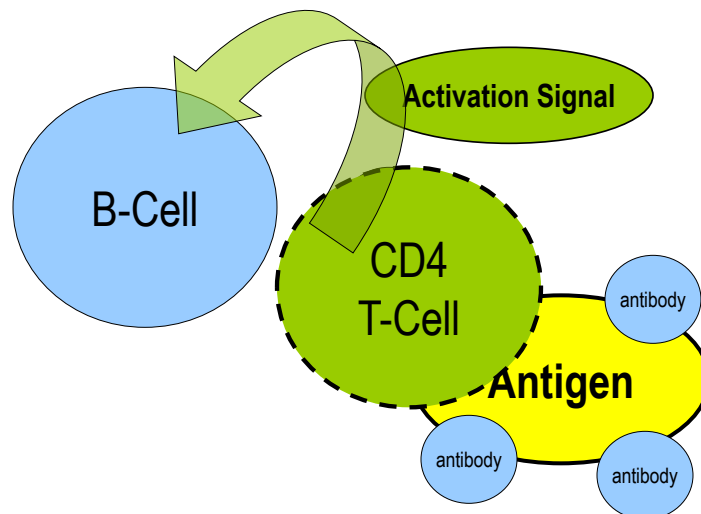 Activation Signal
B-Cell
CD4
T-Cell
antibody
Antigen
antibody
antibody